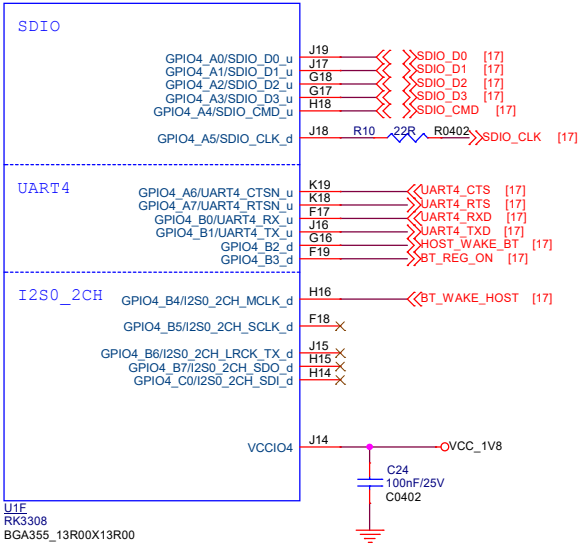 SDIO
GPIO4_A0/SDIO_D0_u J19 SDIO_D0 [17]
GPIO4_A1/SDIO_D1_u J17 SDIO_D1 [17]
GPIO4_A2/SDIO_D2_u G18 SDIO_D2 [17]
GPIO4_A3/SDIO_D3_u G17 SDIO_D3 [17]
GPIO4_A4/SDIO_CMD_u H18 SDIO_CMD [17]
GPIO4_A5/SDIO_CLK_d J18 R10 22R R0402 SDIO_CLK [17]
UART4
GPIO4_A6/UART4_CTSN_u K19 UART4_CTS [17]
GPIO4_A7/UART4_RTSN_u K18 UART4_RTS [17]
GPIO4_B0/UART4_RX_u F17 UART4_RXD [17]
GPIO4_B1/UART4_TX_u J16 UART4_TXD [17]
GPIO4_B2_d G16 HOST_WAKE_BT [17]
GPIO4_B3_d F19 BT_REG_ON [17]
I2S0_2CH
GPIO4_B4/I2S0_2CH_MCLK_d H16 BT_WAKE_HOST [17]
GPIO4_B5/I2S0_2CH_SCLK_d F18
GPIO4_B6/I2S0_2CH_LRCK_TX_d J15
GPIO4_B7/I2S0_2CH_SDO_d H15
GPIO4_C0/I2S0_2CH_SDI_d H14
VCCIO4 J14 VCC_1V8
C24
100nF/25V
C0402
U1F
RK3308
BGA355_13R00X13R00